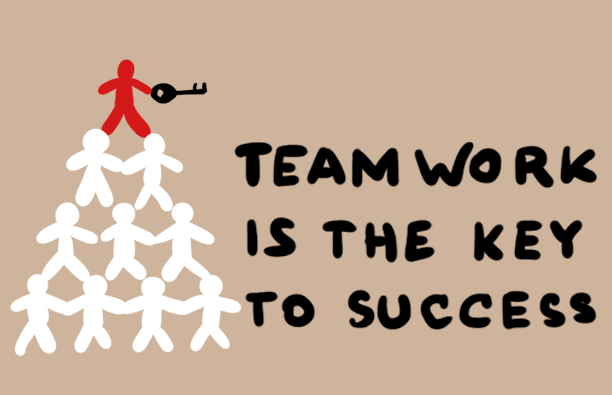 TEAMWORK
IS THE KEY
TO SUCCESS